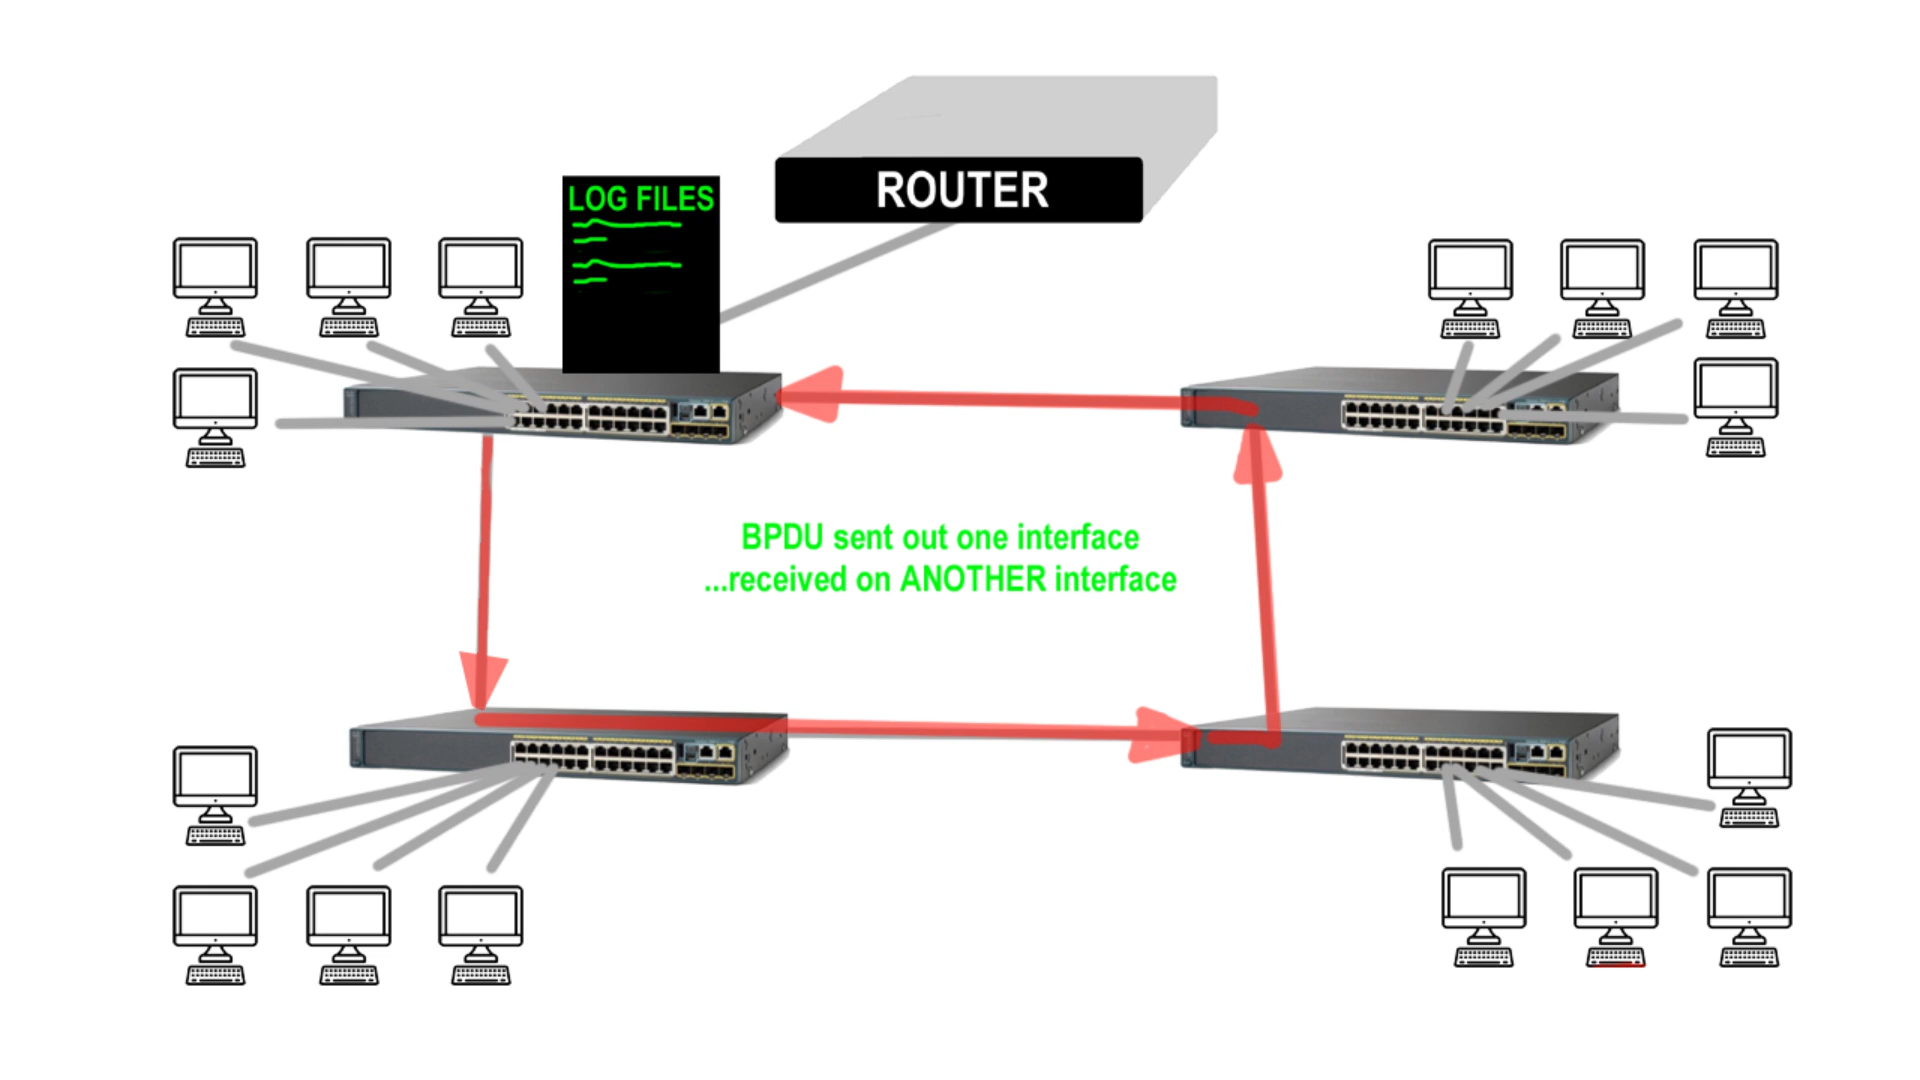 ROUTER
LOG FILES
BPDU sent out one interface
...received on ANOTHER interface